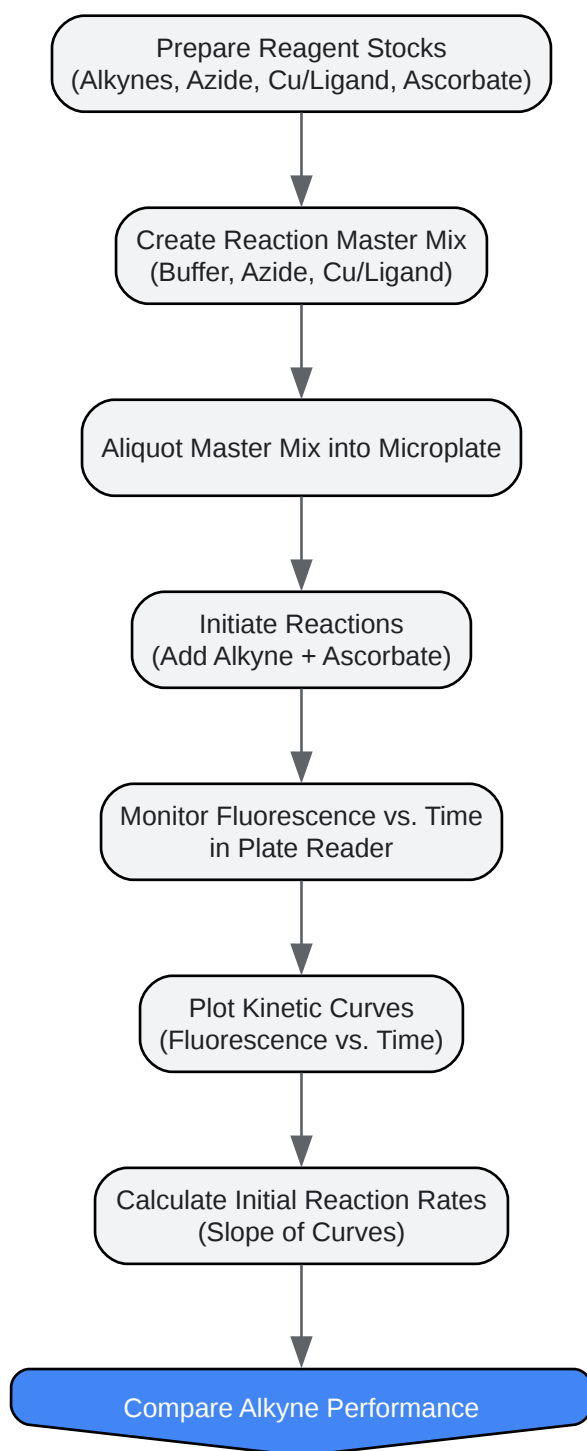 Prepare Reagent Stocks
(Alkynes, Azide, Cu/Ligand, Ascorbate)
Create Reaction Master Mix
(Buffer, Azide, Cu/Ligand)
Aliquot Master Mix into Microplate
Initiate Reactions
(Add Alkyne + Ascorbate)
Monitor Fluorescence vs. Time
in Plate Reader
Plot Kinetic Curves
(Fluorescence vs. Time)
Calculate Initial Reaction Rates
(Slope of Curves)
Compare Alkyne Performance